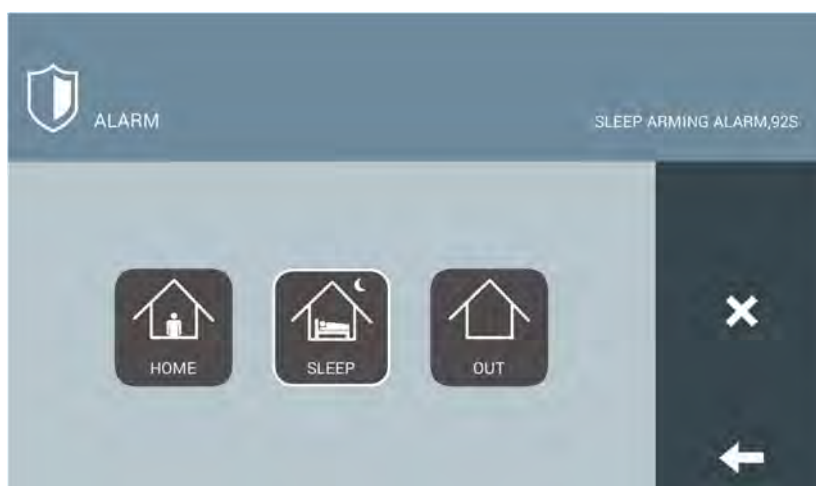 ALARM
SLEEP ARMING ALARM,92S
HOME
SLEEP
OUT